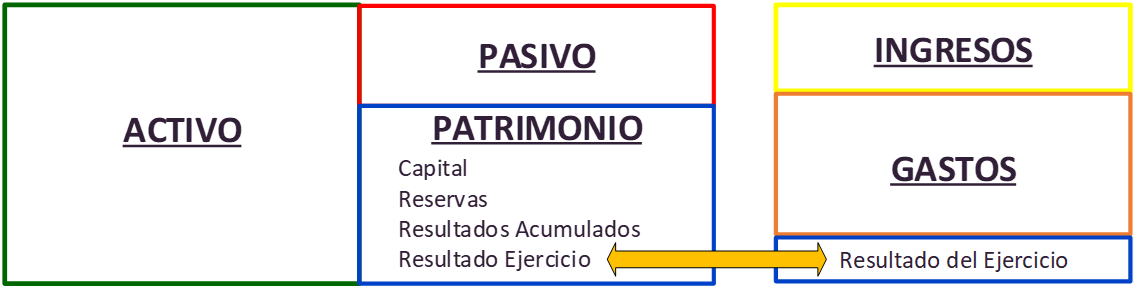 ACTIVO
PASIVO
PATRIMONIO
Capital
Reservas
Resultados Acumulados
Resultado Ejercicio
INGRESOS
GASTOS
Resultado del Ejercicio